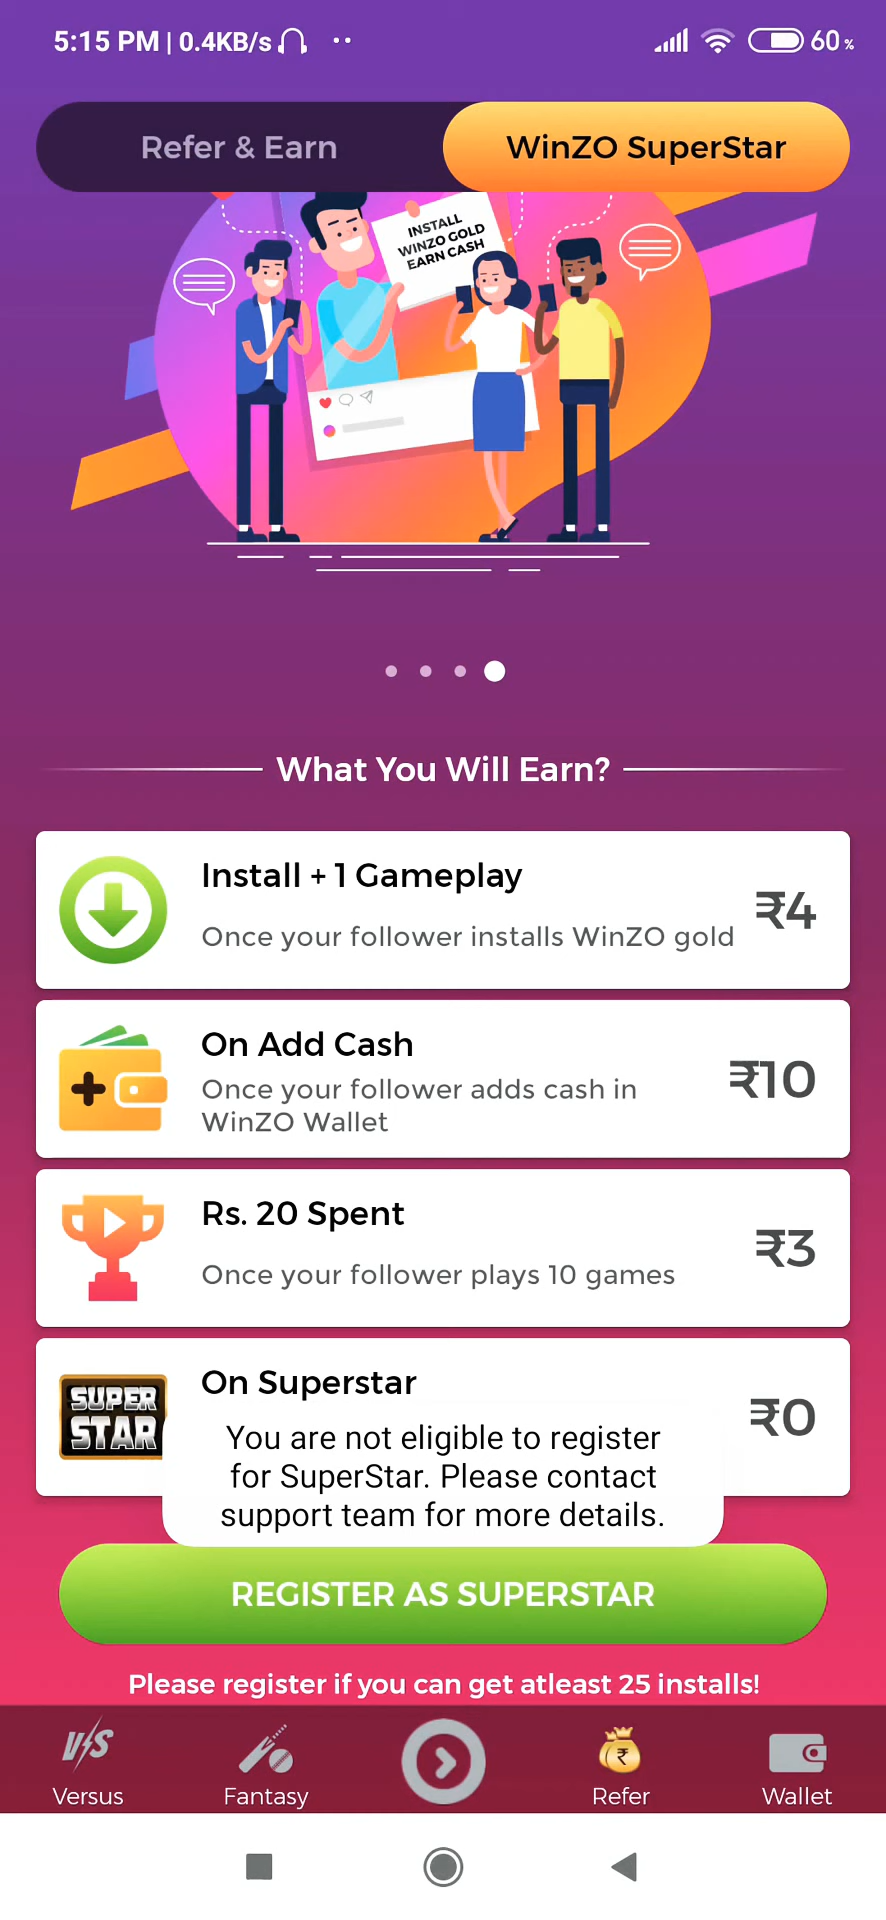 5:15 PM | 0.4KB/s
60 %
Refer & Earn
WinZO SuperStar
INSTALL
WINZO GOLD
EARN CASH
What You Will Earn?
Install + 1 Gameplay
Once your follower installs WinZO gold
₹4
On Add Cash
Once your follower adds cash in
WinZO Wallet
₹10
Rs. 20 Spent
Once your follower plays 10 games
₹3
SUPER
STAR
On Superstar
₹0
You are not eligible to register
for SuperStar. Please contact
support team for more details.
REGISTER AS SUPERSTAR
Please register if you can get atleast 25 installs!
V/S
Versus
Fantasy
₹
Refer
Wallet